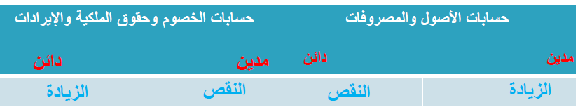 حسابات الأصول والمصروفات حسابات الخصوم وحقوق الملكية والإيرادات
مدين دائن مدين دائن
الزيادة النقص النقص الزيادة